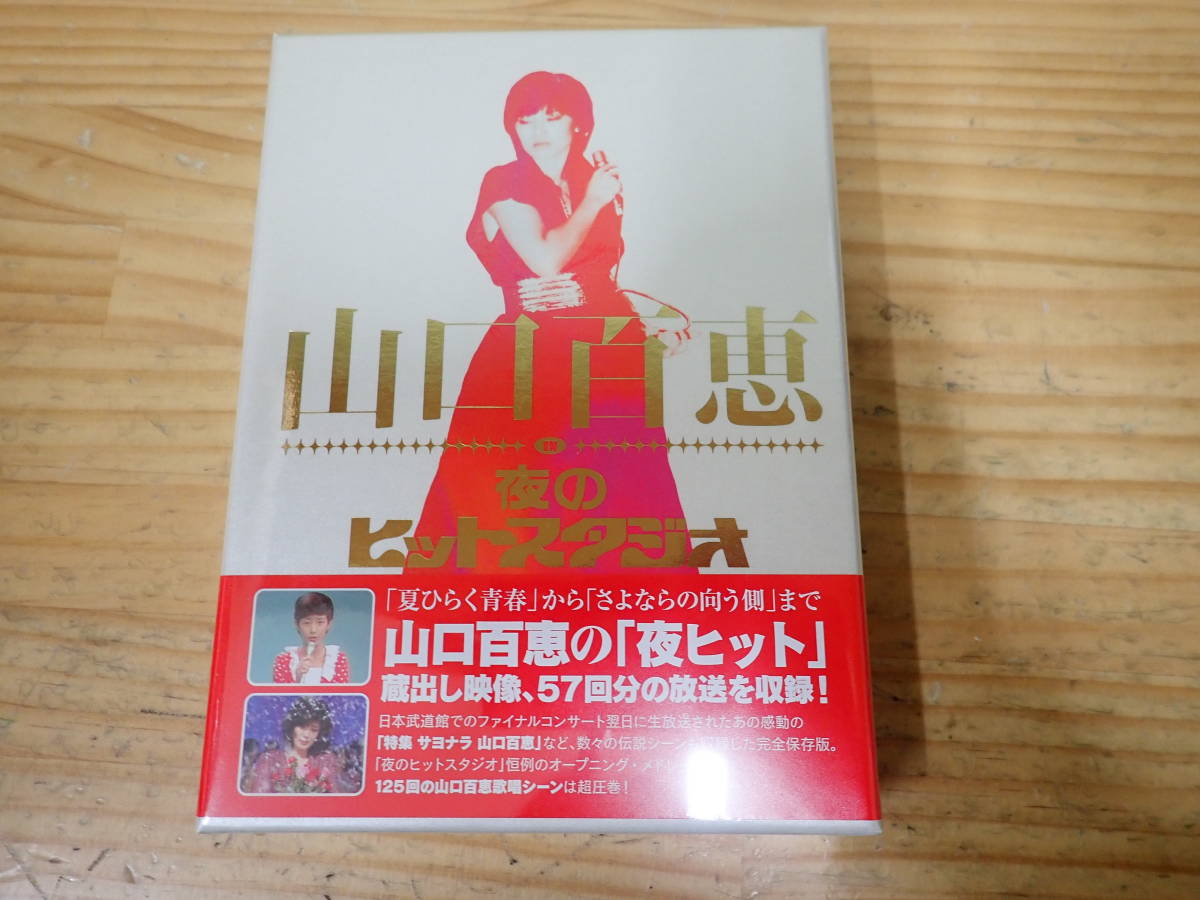 山口百恵
IN
夜の
ヒットスタジオ
「夏ひらく青春」から「さよならの向う側」まで
山口百恵の「夜ヒット」
蔵出し映像、57回分の放送を収録！
日本武道館でのファイナルコンサート翌日に生放送されたあの感動の
「特集 サヨナラ 山口百恵」など、数々の伝説シーン した完全保存版。
「夜のヒットスタジオ」恒例のオープニング・メドレ
125回の山口百恵歌唱シーンは超圧巻！